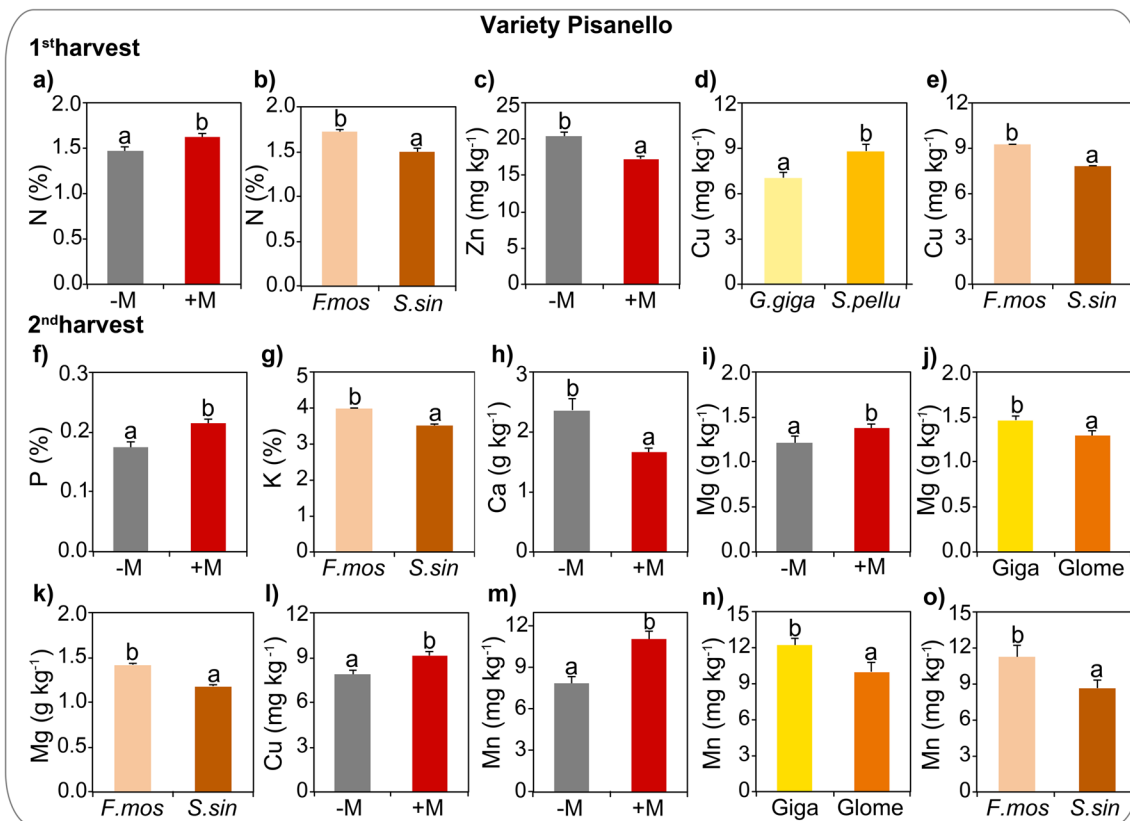 Variety Pisanello
1ˢᵗharvest
a) b) c) d) e)
N (%) 2.0 1.5 1.0 0.5 0.0 a b -M +M
N (%) 2.0 1.5 1.0 0.5 0.0 b a F.mos S.sin
Zn (mg kg⁻¹) 25 20 15 10 5 0 b a -M +M
Cu (mg kg⁻¹) 12 9 6 3 0 a a G.giga S.pellu
Cu (mg kg⁻¹) 12 9 6 3 0 b a F.mos S.sin
2ⁿᵈharvest
f) g) h) i) j)
P (%) 0.3 0.2 0.1 0.0 a b -M +M
K (%) 5 4 3 2 1 0 b a F.mos S.sin
Ca (g kg⁻¹) 3 2 1 0 b a -M +M
Mg (g kg⁻¹) 2.0 1.5 1.0 0.5 0.0 a b -M +M
Mg (g kg⁻¹) 2.0 1.5 1.0 0.5 0.0 b a Giga Glome
k) l) m) n) o)
Mg (g kg⁻¹) 2.0 1.5 1.0 0.5 0.0 b a F.mos S.sin
Cu (mg kg⁻¹) 12 9 6 3 0 a b -M +M
Mn (mg kg⁻¹) 12 9 6 3 0 a b -M +M
Mn (mg kg⁻¹) 15 12 9 6 3 0 b a Giga Glome
Mn (mg kg⁻¹) 15 12 9 6 3 0 b a F.mos S.sin